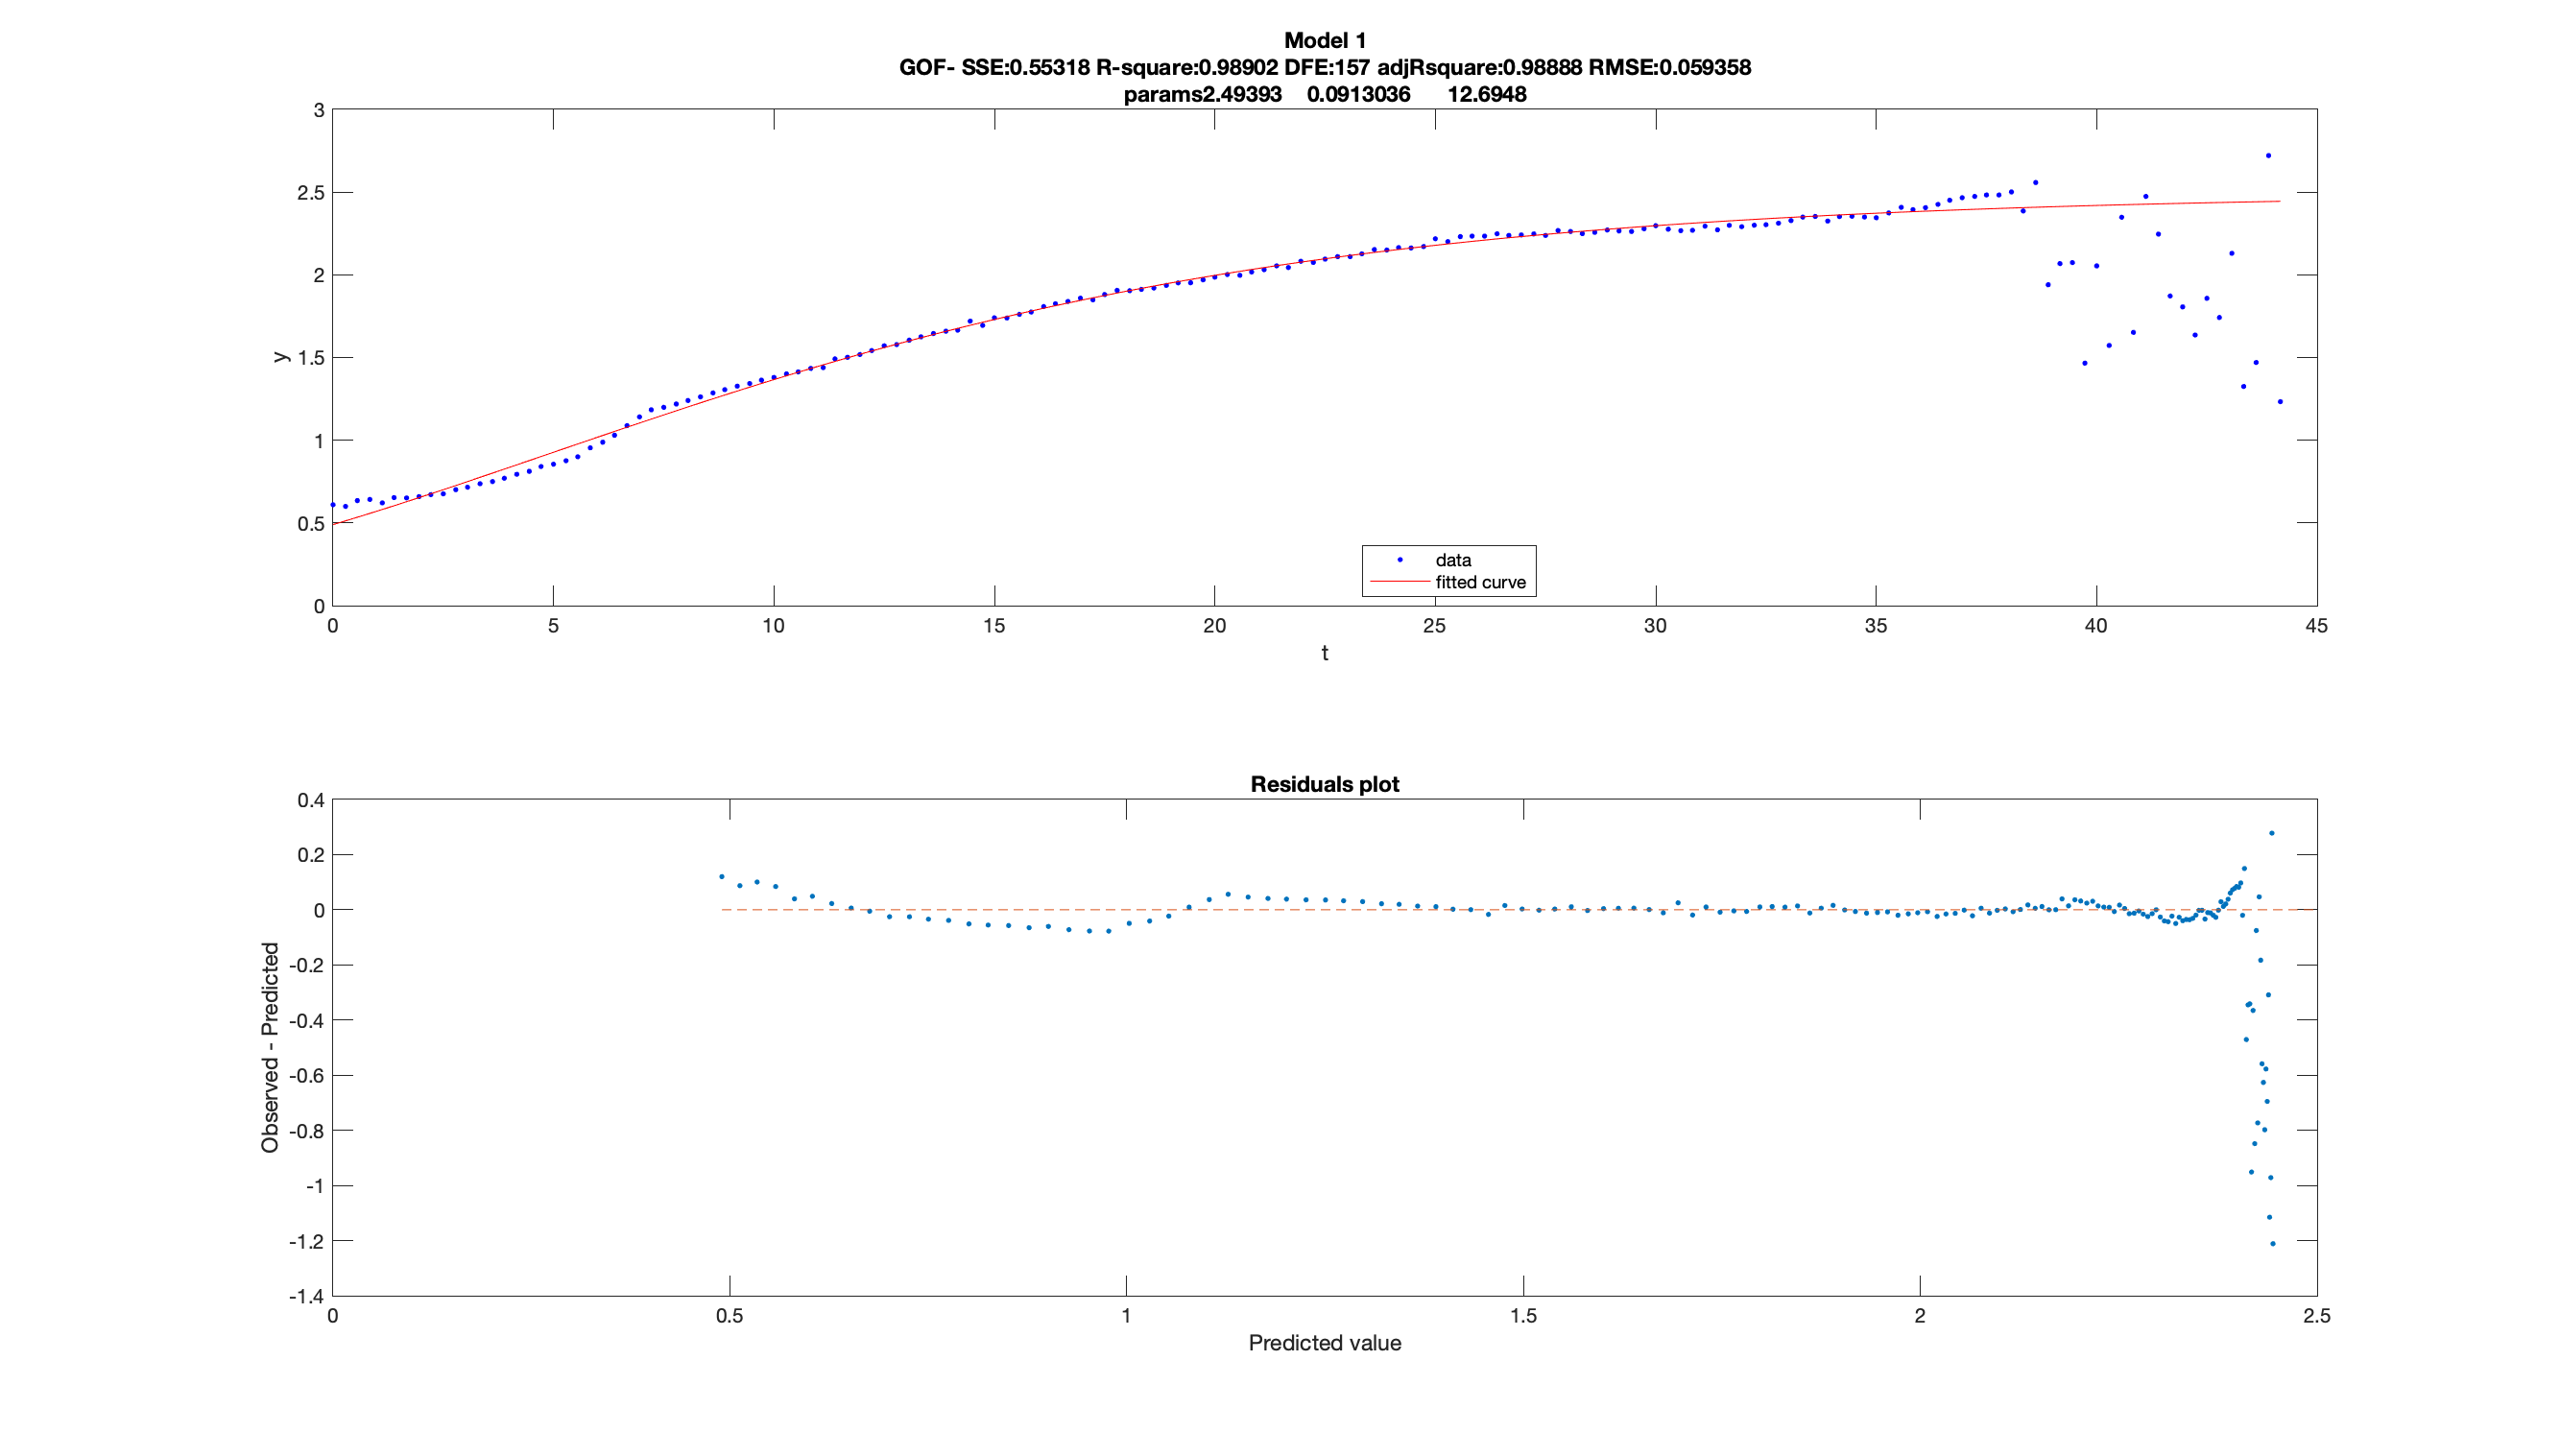 Model 1
GOF- SSE:0.55318 R-square:0.98902 DFE:157 adjRsquare:0.98888 RMSE:0.059358
params2.49393 0.0913036 12.6948
3
2.5
2
1.5
1
0.5
0
y
data
fitted curve
0 5 10 15 20 25 30 35 40 45
t
Residuals plot
0.4
0.2
0
-0.2
-0.4
-0.6
-0.8
-1
-1.2
-1.4
Observed - Predicted
0 0.5 1 1.5 2 2.5
Predicted value